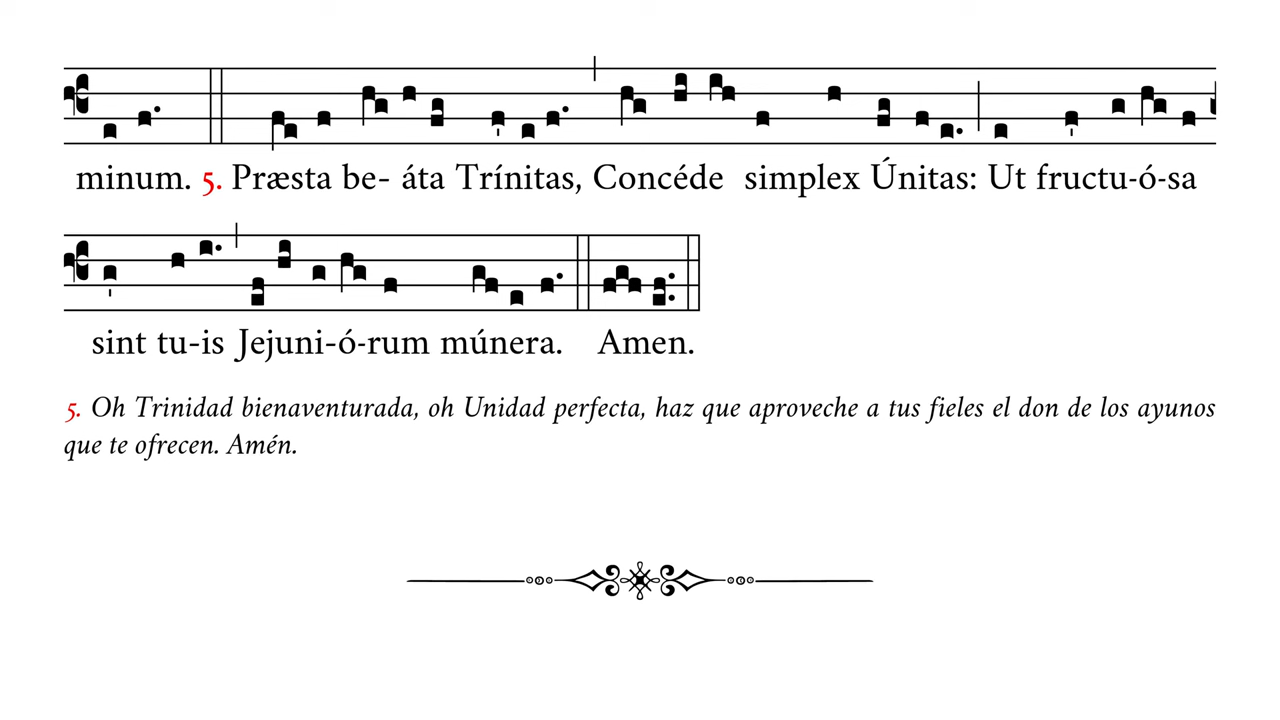 minum. 5. Præsta be- áta Trínitas, Concéde simplex Únitas: Ut fructu-ó-sa
sint tu-is Jejuni-ó-rum múnera. Amen.
5. Oh Trinidad bienaventurada, oh Unidad perfecta, haz que aproveche a tus fieles el don de los ayunos
que te ofrecen. Amén.